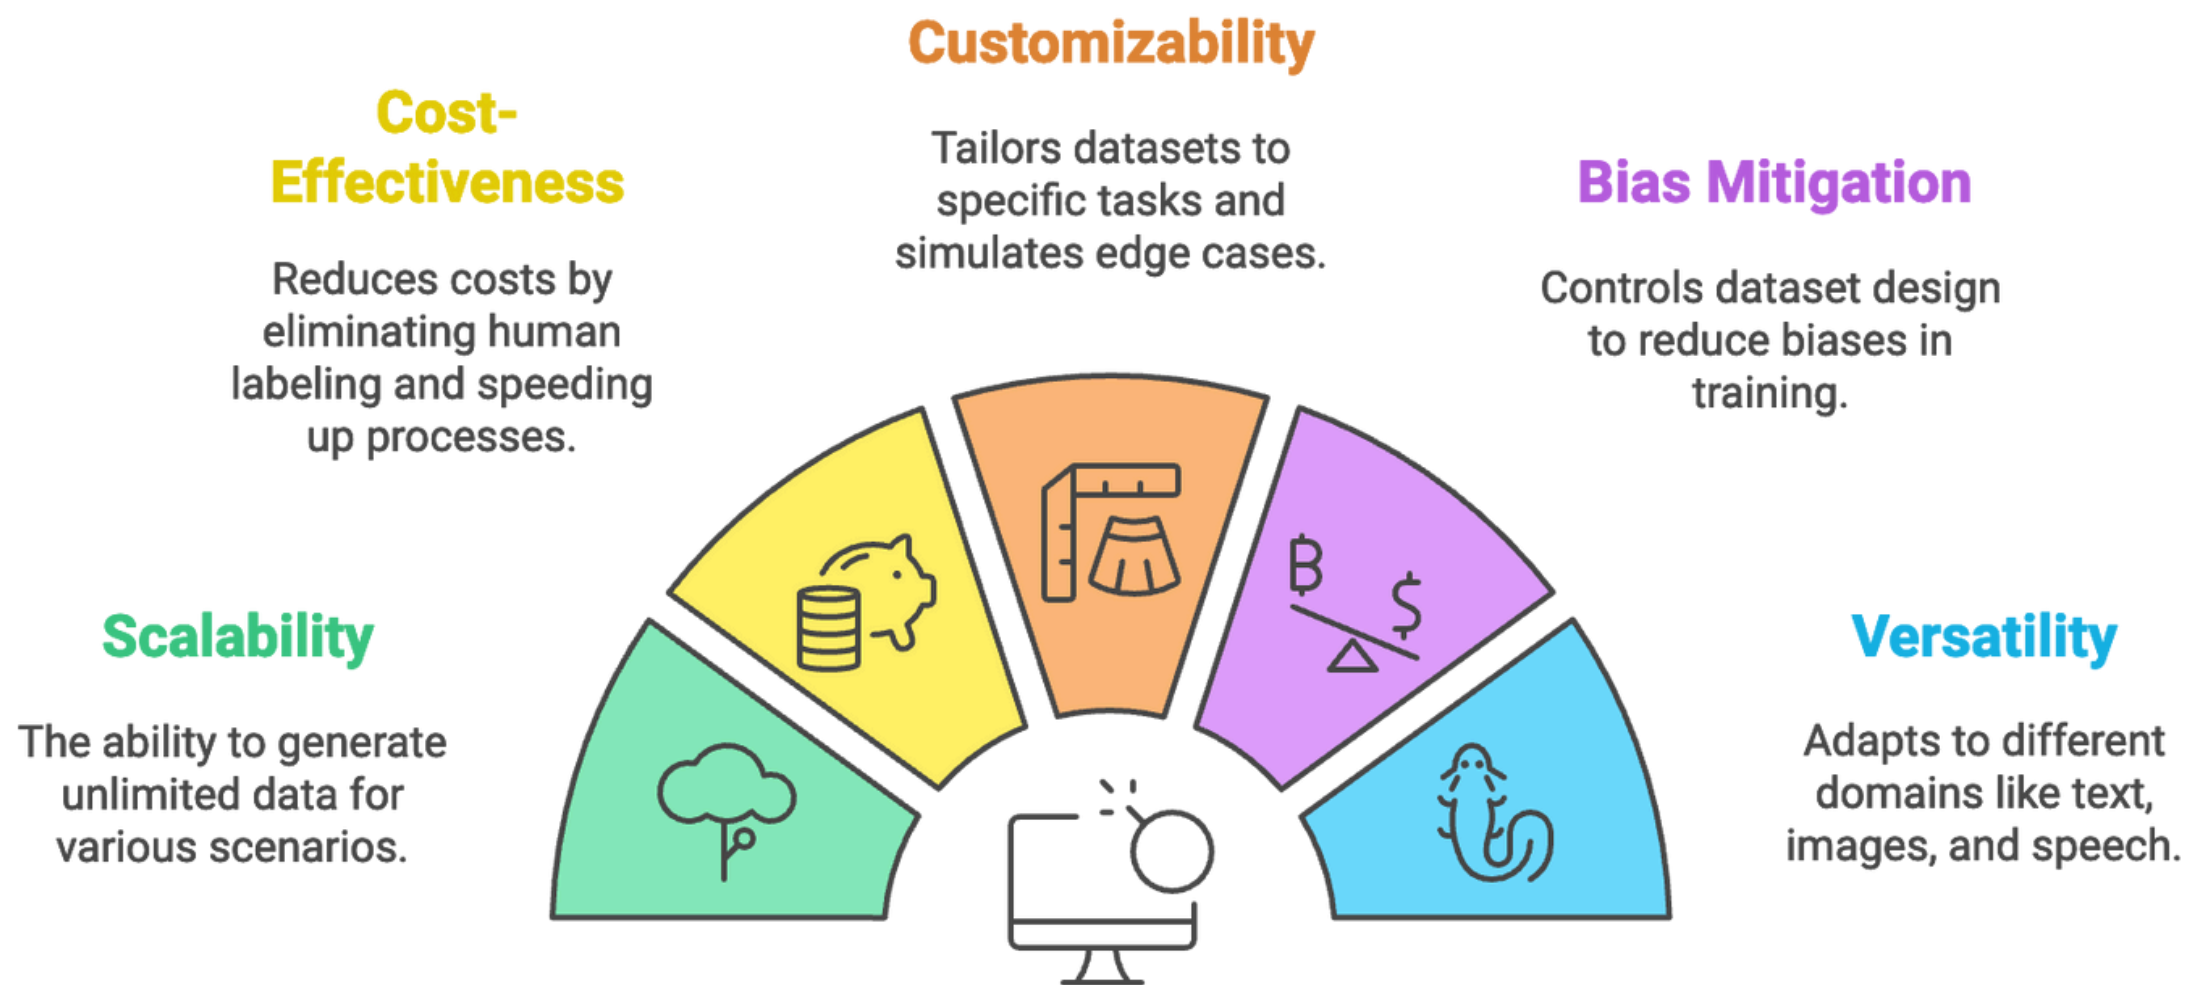 Scalability
The ability to generate
unlimited data for
various scenarios.
Cost-
Effectiveness
Reduces costs by
eliminating human
labeling and speeding
up processes.
Customizability
Tailors datasets to
specific tasks and
simulates edge cases.
Bias Mitigation
Controls dataset design
to reduce biases in
training.
Versatility
Adapts to different
domains like text,
images, and speech.